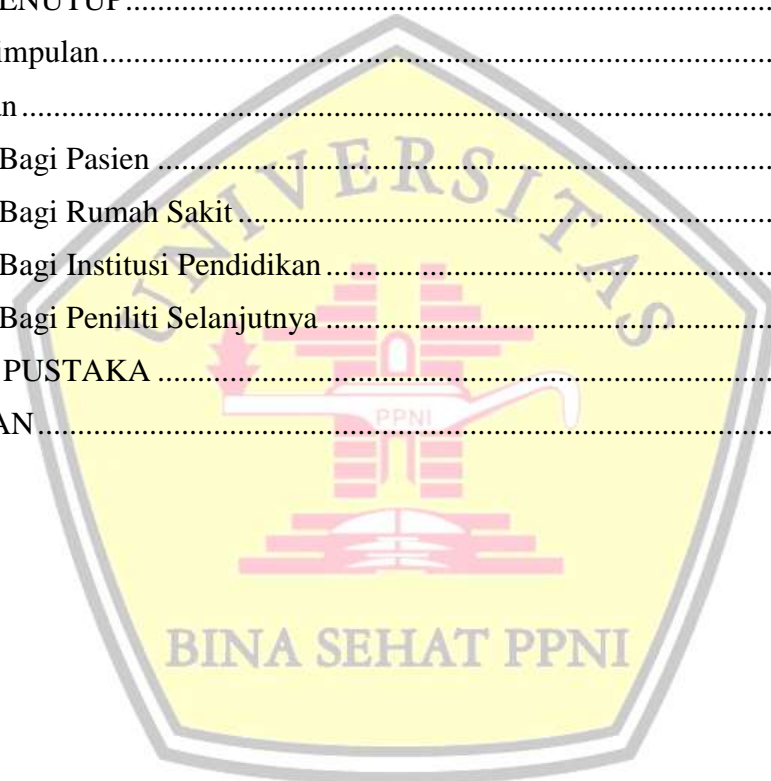 ENUTUP
impulan
an
Bagi Pasien
Bagi Rumah Sakit
Bagi Institusi Pendidikan
Bagi Peniliti Selanjutnya
PUSTAKA
AN
UNIVERSITAS
PPNI
BINA SEHAT PPNI